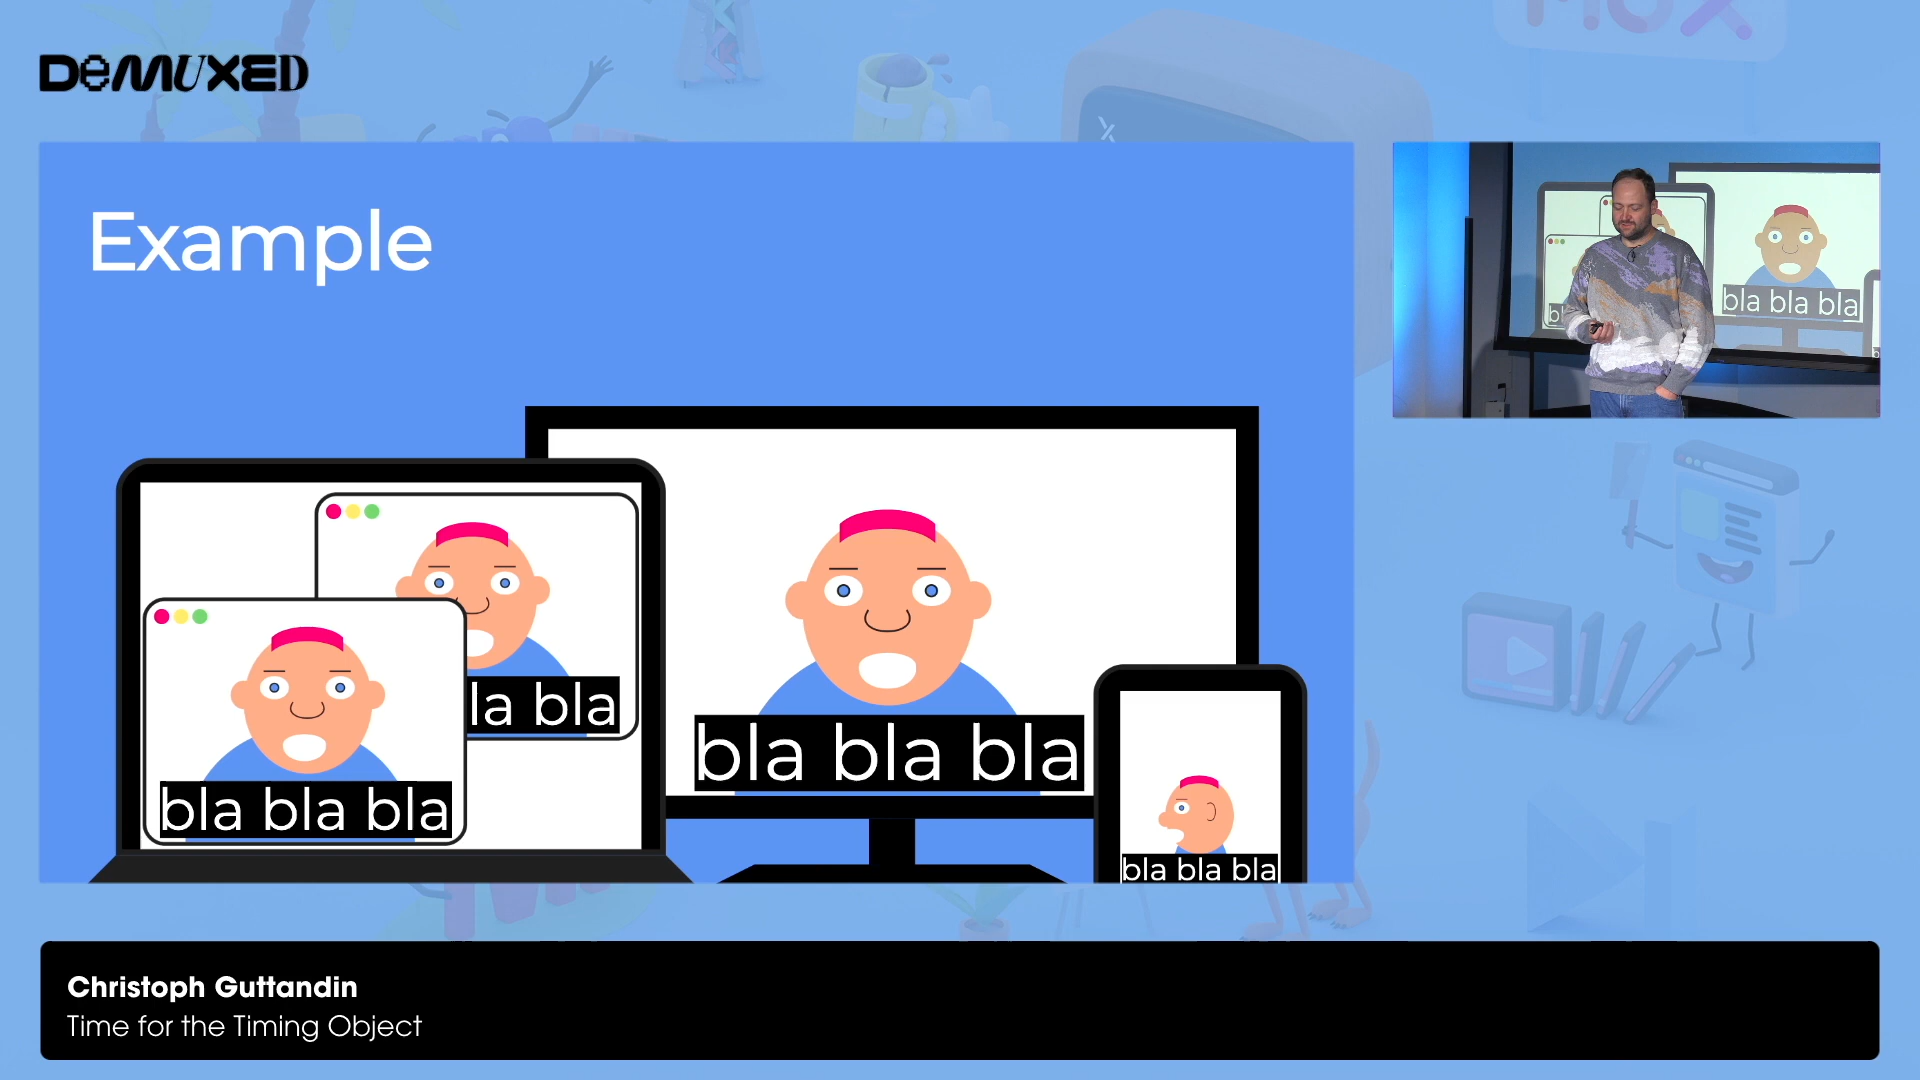 DEMUXED
MOX
Example
la bla
bla bla bla
bla bla bla
bla bla bla
bla bla bla
Christoph Guttandin
Time for the Timing Object